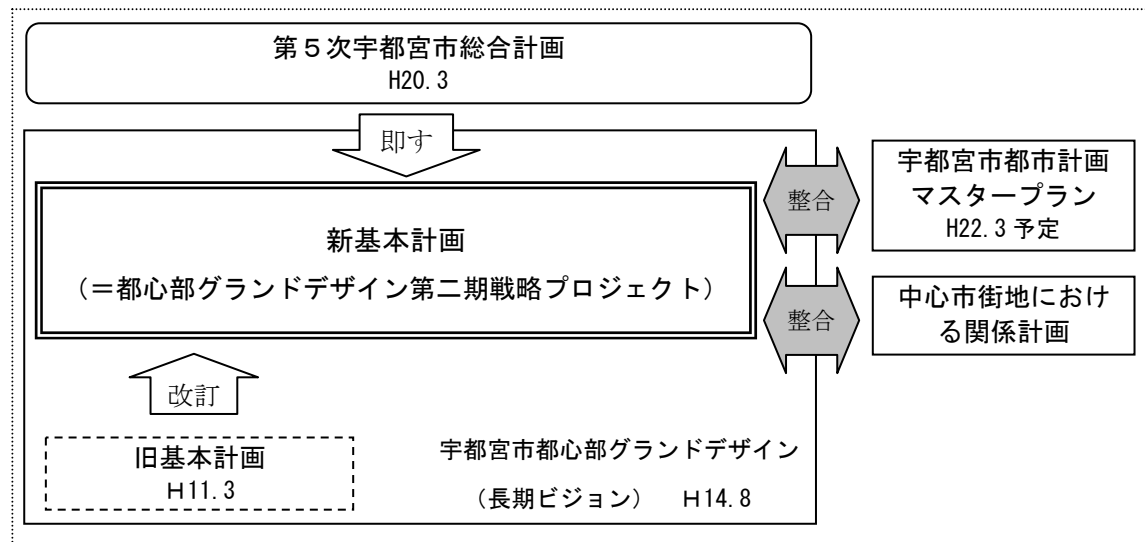 第５次宇都宮市総合計画
H20.3
即す
新基本計画
（＝都心部グランドデザイン第二期戦略プロジェクト）
整合
宇都宮市都市計画
マスタープラン
H22.3 予定
整合
中心市街地におけ
る関係計画
改訂
旧基本計画
Ｈ11.3
宇都宮市都心部グランドデザイン
（長期ビジョン）　Ｈ14.8